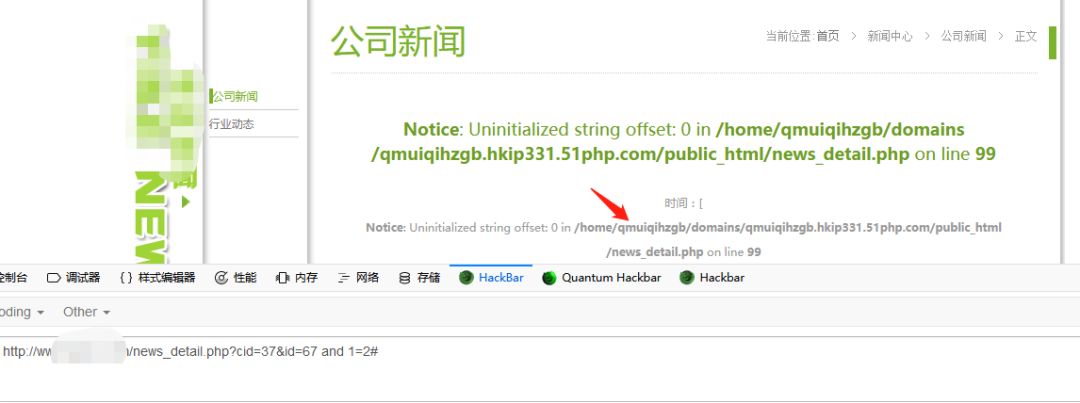 公司新闻
当前位置:首页 > 新闻中心 > 公司新闻 > 正文
公司新闻
行业动态
闻
NEW
Notice: Uninitialized string offset: 0 in /home/qmuiqihzgb/domains
/qmuiqihzgb.hkip331.51php.com/public_html/news_detail.php on line 99
时间：[
Notice: Uninitialized string offset: 0 in /home/qmuiqihzgb/domains/qmuiqihzgb.hkip331.51php.com/public_html
/news_detail.php on line 99
控制台 调试器 {} 样式编辑器 性能 内存 网络 存储 HackBar Quantum Hackbar HackBar
oding Other
http://ww /news_detail.php?cid=37&id=67 and 1=2#